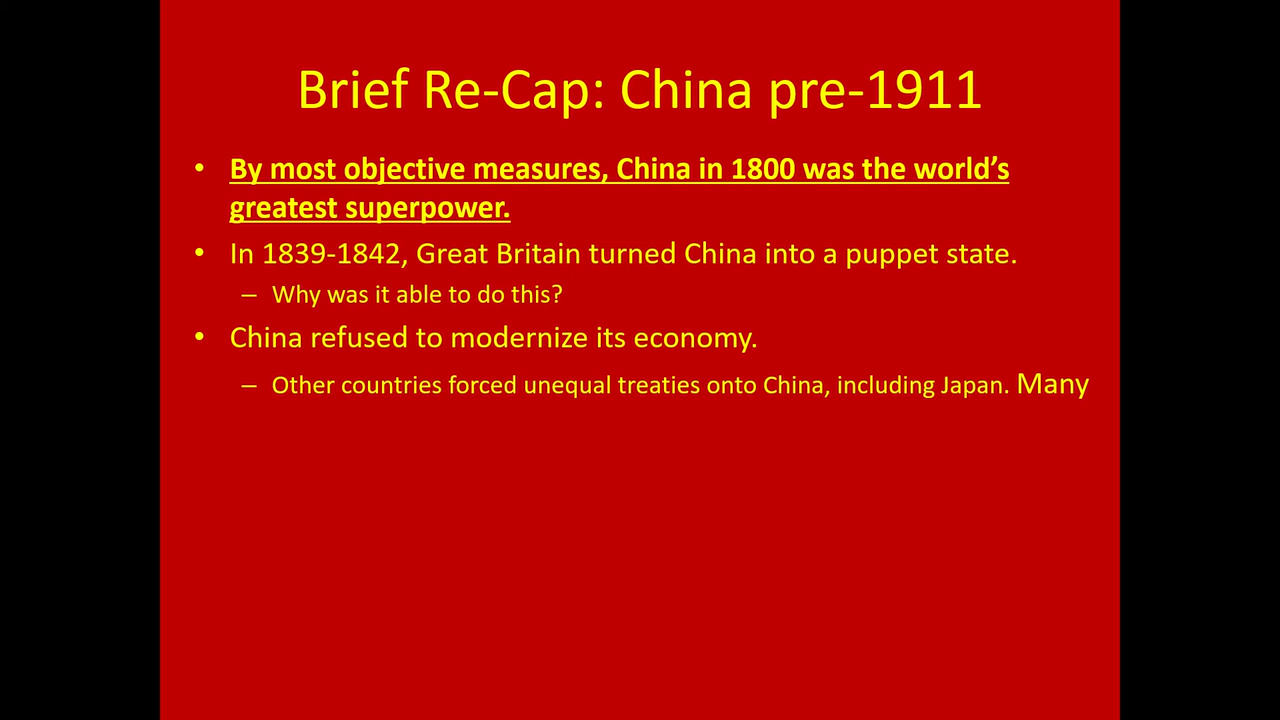 Brief Re-Cap: China pre-1911
• By most objective measures, China in 1800 was the world’s
greatest superpower.
• In 1839-1842, Great Britain turned China into a puppet state.
– Why was it able to do this?
• China refused to modernize its economy.
– Other countries forced unequal treaties onto China, including Japan. Many